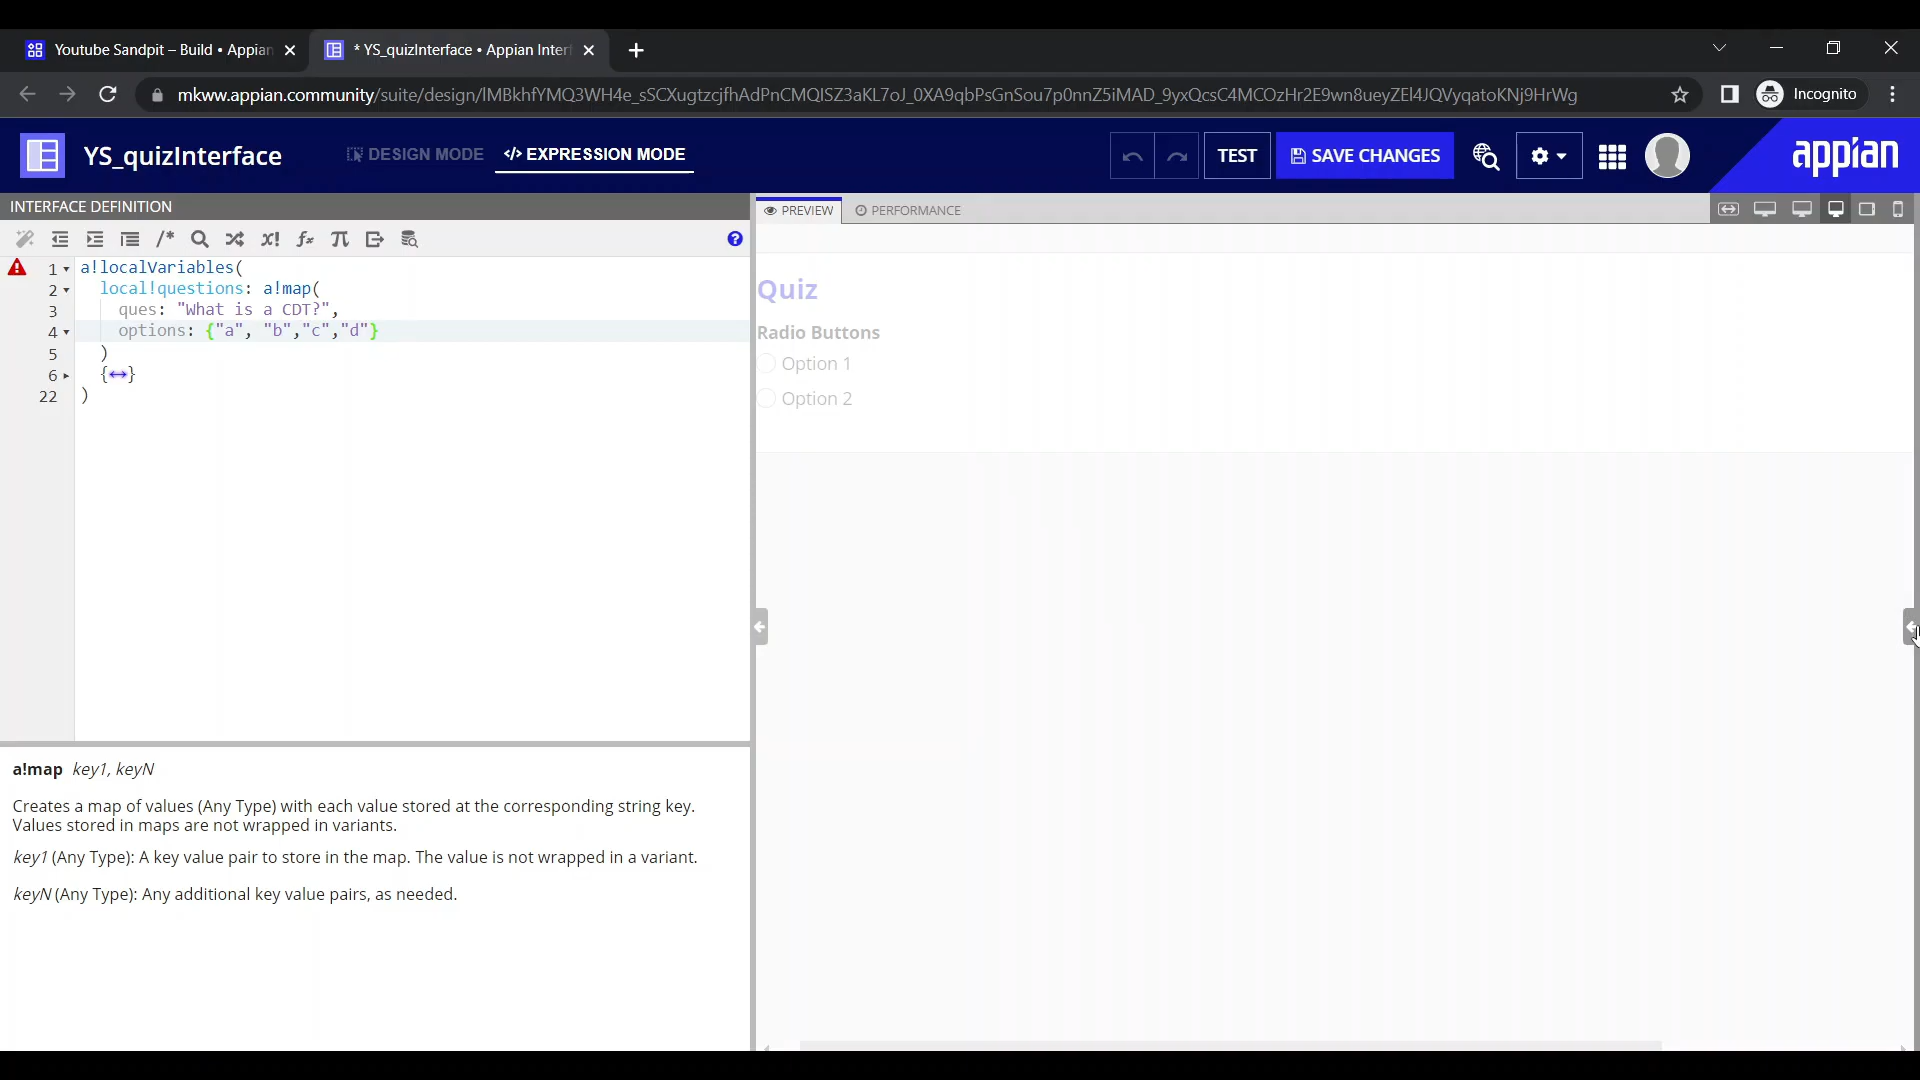 Youtube Sandpit – Build • Appian
* YS_quizInterface • Appian Interf
mkww.appian.community/suite/design/lMBkhfYMQ3WH4e_sSCXugtzcjfhAdPnCMQISZ3aKL7oJ_0XA9qbPsGnSou7p0nnZ5iMAD_9yxQcsC4MCOzHr2E9wn8ueyZEl4JQVyqatoKNj9HrWg
Incognito
YS_quizInterface
DESIGN MODE
</> EXPRESSION MODE
TEST
SAVE CHANGES
appian
INTERFACE DEFINITION
PREVIEW
PERFORMANCE
1 a!localVariables(
2 local!questions: a!map(
3 ques: "What is a CDT?",
4 options: {"a", "b","c","d"}
5 )
6 {↔}
22 )
Quiz
Radio Buttons
Option 1
Option 2
a!map key1, keyN
Creates a map of values (Any Type) with each value stored at the corresponding string key.
Values stored in maps are not wrapped in variants.
key1 (Any Type): A key value pair to store in the map. The value is not wrapped in a variant.
keyN (Any Type): Any additional key value pairs, as needed.